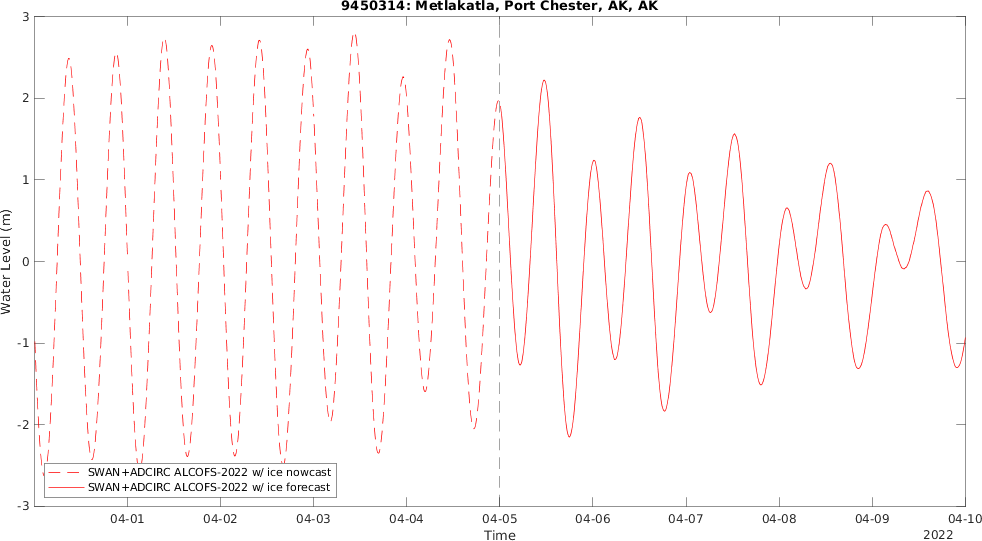 9450314: Metlakatla, Port Chester, AK, AK
3
2
1
0
-1
-2
-3
Water Level (m)
SWAN+ADCIRC ALCOFS-2022 w/ ice nowcast
SWAN+ADCIRC ALCOFS-2022 w/ ice forecast
04-01 04-02 04-03 04-04 04-05 04-06 04-07 04-08 04-09 04-10
Time
2022